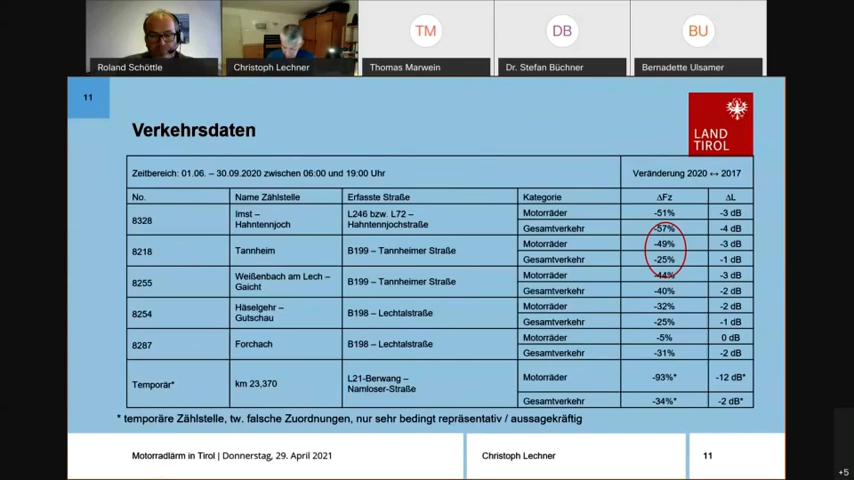 TM
DB
BU
Roland Schöttle
Christoph Lechner
Thomas Marwein
Dr. Stefan Büchner
Bernadette Ulsamer
11
Verkehrsdaten
LAND
TIROL
Zeitbereich: 01.06. – 30.09.2020 zwischen 06:00 und 19:00 Uhr
Veränderung 2020 ↔ 2017
No.
Name Zählstelle
Erfasste Straße
Kategorie
ΔFz
ΔL
8328
Imst –
Hahntennjoch
L246 bzw. L72 –
Hahntennjochstraße
Motorräder
-51%
-3 dB
Gesamtverkehr
-57%
-4 dB
8218
Tannheim
B199 – Tannheimer Straße
Motorräder
-49%
-3 dB
Gesamtverkehr
-25%
-1 dB
8255
Weißenbach am Lech –
Gaicht
B199 – Tannheimer Straße
Motorräder
-44%
-3 dB
Gesamtverkehr
-40%
-2 dB
8254
Häselgehr –
Gutschau
B198 – Lechtalstraße
Motorräder
-32%
-2 dB
Gesamtverkehr
-25%
-1 dB
8287
Forchach
B198 – Lechtalstraße
Motorräder
-5%
0 dB
Gesamtverkehr
-31%
-2 dB
Temporär*
km 23,370
L21-Berwang –
Namloser-Straße
Motorräder
-93%*
-12 dB*
Gesamtverkehr
-34%*
-2 dB*
* temporäre Zählstelle, tw. falsche Zuordnungen, nur sehr bedingt repräsentativ / aussagekräftig
Motorradlärm in Tirol | Donnerstag, 29. April 2021
Christoph Lechner
11
+5